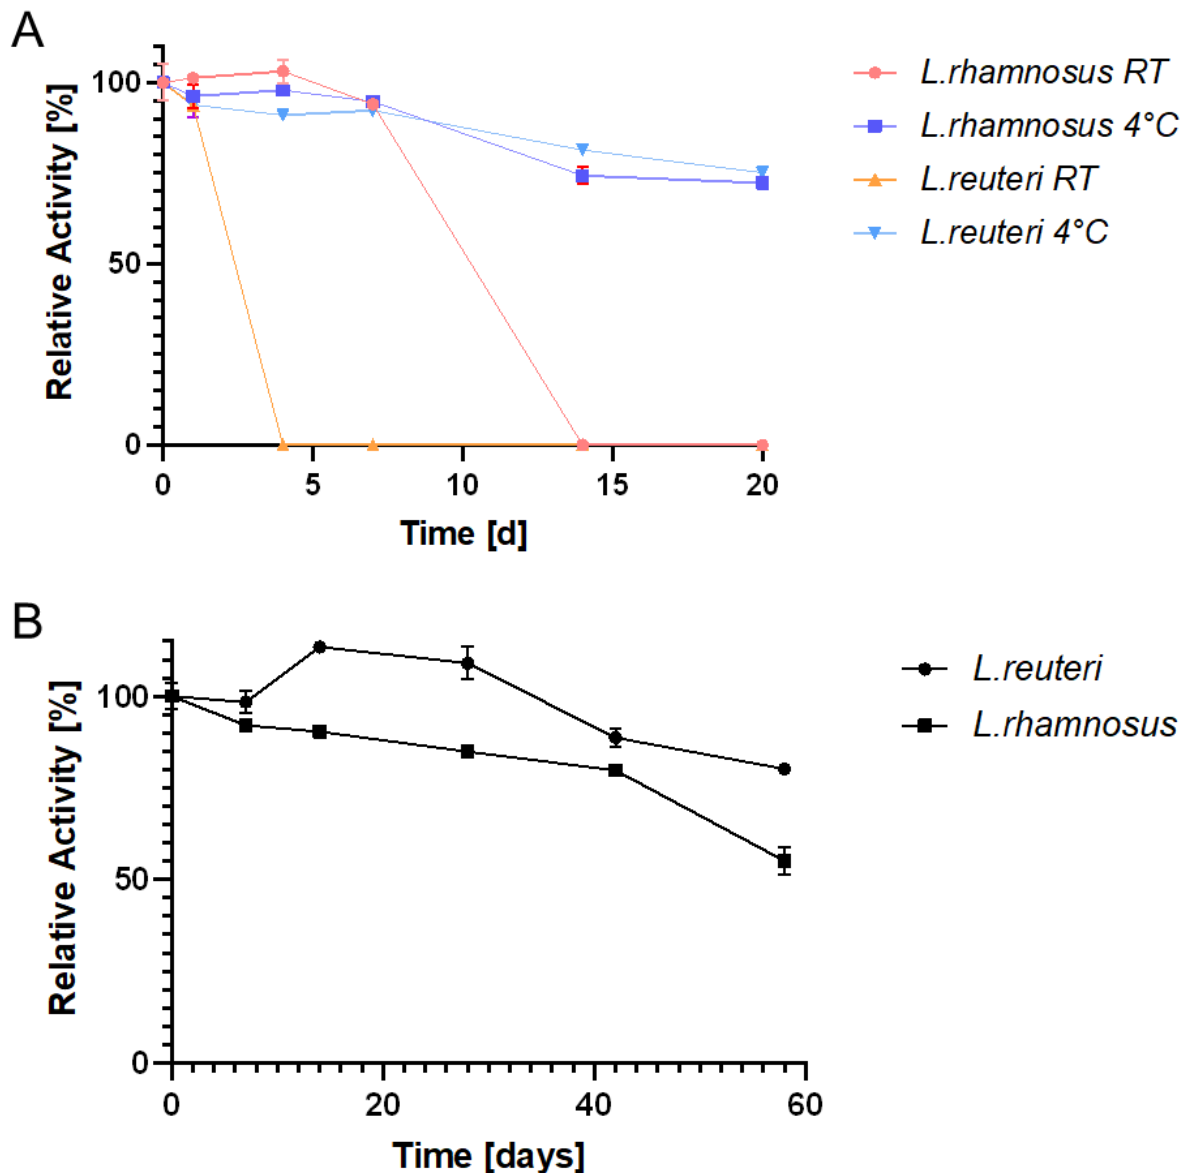 A
Relative Activity [%]
100
50
0
0 5 10 15 20
Time [d]
L.rhamnosus RT
L.rhamnosus 4°C
L.reuteri RT
L.reuteri 4°C
B
Relative Activity [%]
100
50
0
0 20 40 60
Time [days]
L.reuteri
L.rhamnosus